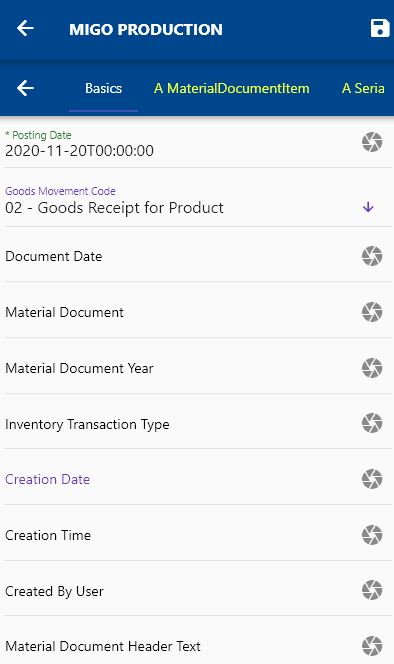 MIGO PRODUCTION
Basics A MaterialDocumentItem A Seria
* Posting Date
2020-11-20T00:00:00
Goods Movement Code
02 - Goods Receipt for Product
Document Date
Material Document
Material Document Year
Inventory Transaction Type
Creation Date
Creation Time
Created By User
Material Document Header Text